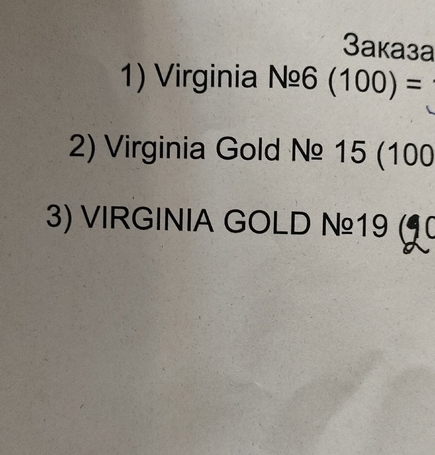 Заказа
1) Virginia №6 (100) =
2) Virginia Gold № 15 (100
3) VIRGINIA GOLD №19 (